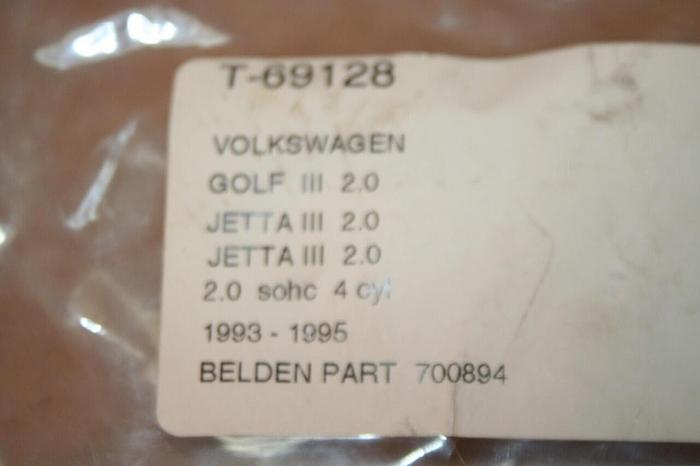 T-69128
VOLKSWAGEN
GOLF III 2.0
JETTA III 2.0
JETTA III 2.0
2.0 sohc 4 cyl
1993 - 1995
BELDEN PART 700894